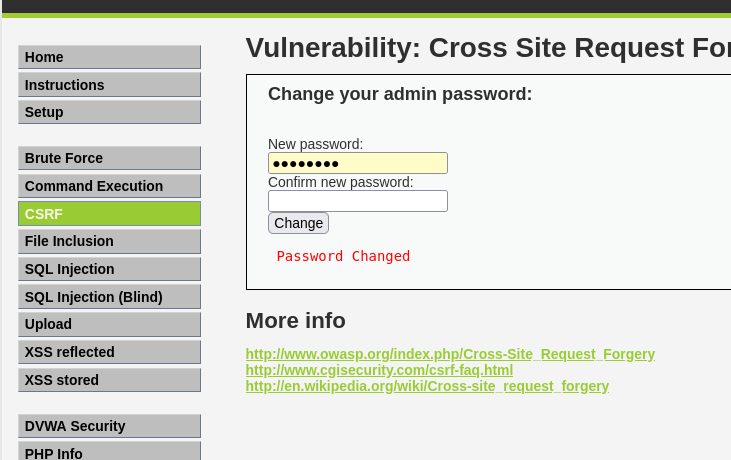 Home
Instructions
Setup
Brute Force
Command Execution
CSRF
File Inclusion
SQL Injection
SQL Injection (Blind)
Upload
XSS reflected
XSS stored
DVWA Security
PHP Info
Vulnerability: Cross Site Request For
Change your admin password:
New password:
●●●●●●●●
Confirm new password:
Change
Password Changed
More info
http://www.owasp.org/index.php/Cross-Site_Request_Forgery
http://www.cgisecurity.com/csrf-faq.html
http://en.wikipedia.org/wiki/Cross-site_request_forgery